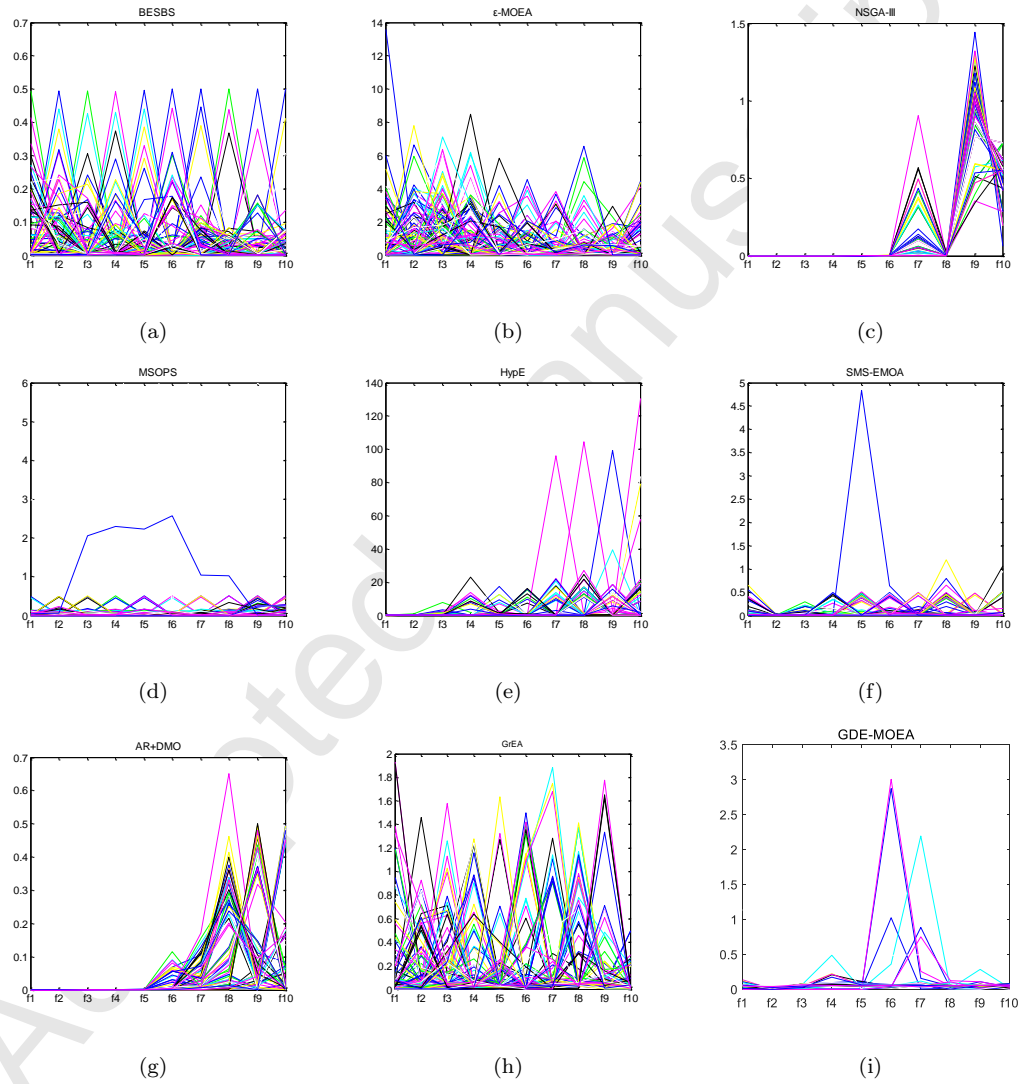 BESBS
0.7
0.6
0.5
0.4
0.3
0.2
0.1
0
f1 f2 f3 f4 f5 f6 f7 f8 f9 f10
(a)
ε-MOEA
14
12
10
8
6
4
2
0
f1 f2 f3 f4 f5 f6 f7 f8 f9 f10
(b)
NSGA-III
1.5
1
0.5
0
f1 f2 f3 f4 f5 f6 f7 f8 f9 f10
(c)
MSOPS
6
5
4
3
2
1
0
f1 f2 f3 f4 f5 f6 f7 f8 f9 f10
(d)
HypE
140
120
100
80
60
40
20
0
f1 f2 f3 f4 f5 f6 f7 f8 f9 f10
(e)
SMS-EMOA
5
4.5
4
3.5
3
2.5
2
1.5
1
0.5
0
f1 f2 f3 f4 f5 f6 f7 f8 f9 f10
(f)
AR+DMO
0.7
0.6
0.5
0.4
0.3
0.2
0.1
0
f1 f2 f3 f4 f5 f6 f7 f8 f9 f10
(g)
GrEA
2
1.8
1.6
1.4
1.2
1
0.8
0.6
0.4
0.2
0
f1 f2 f3 f4 f5 f6 f7 f8 f9 f10
(h)
GDE-MOEA
3.5
3
2.5
2
1.5
1
0.5
0
f1 f2 f3 f4 f5 f6 f7 f8 f9 f10
(i)